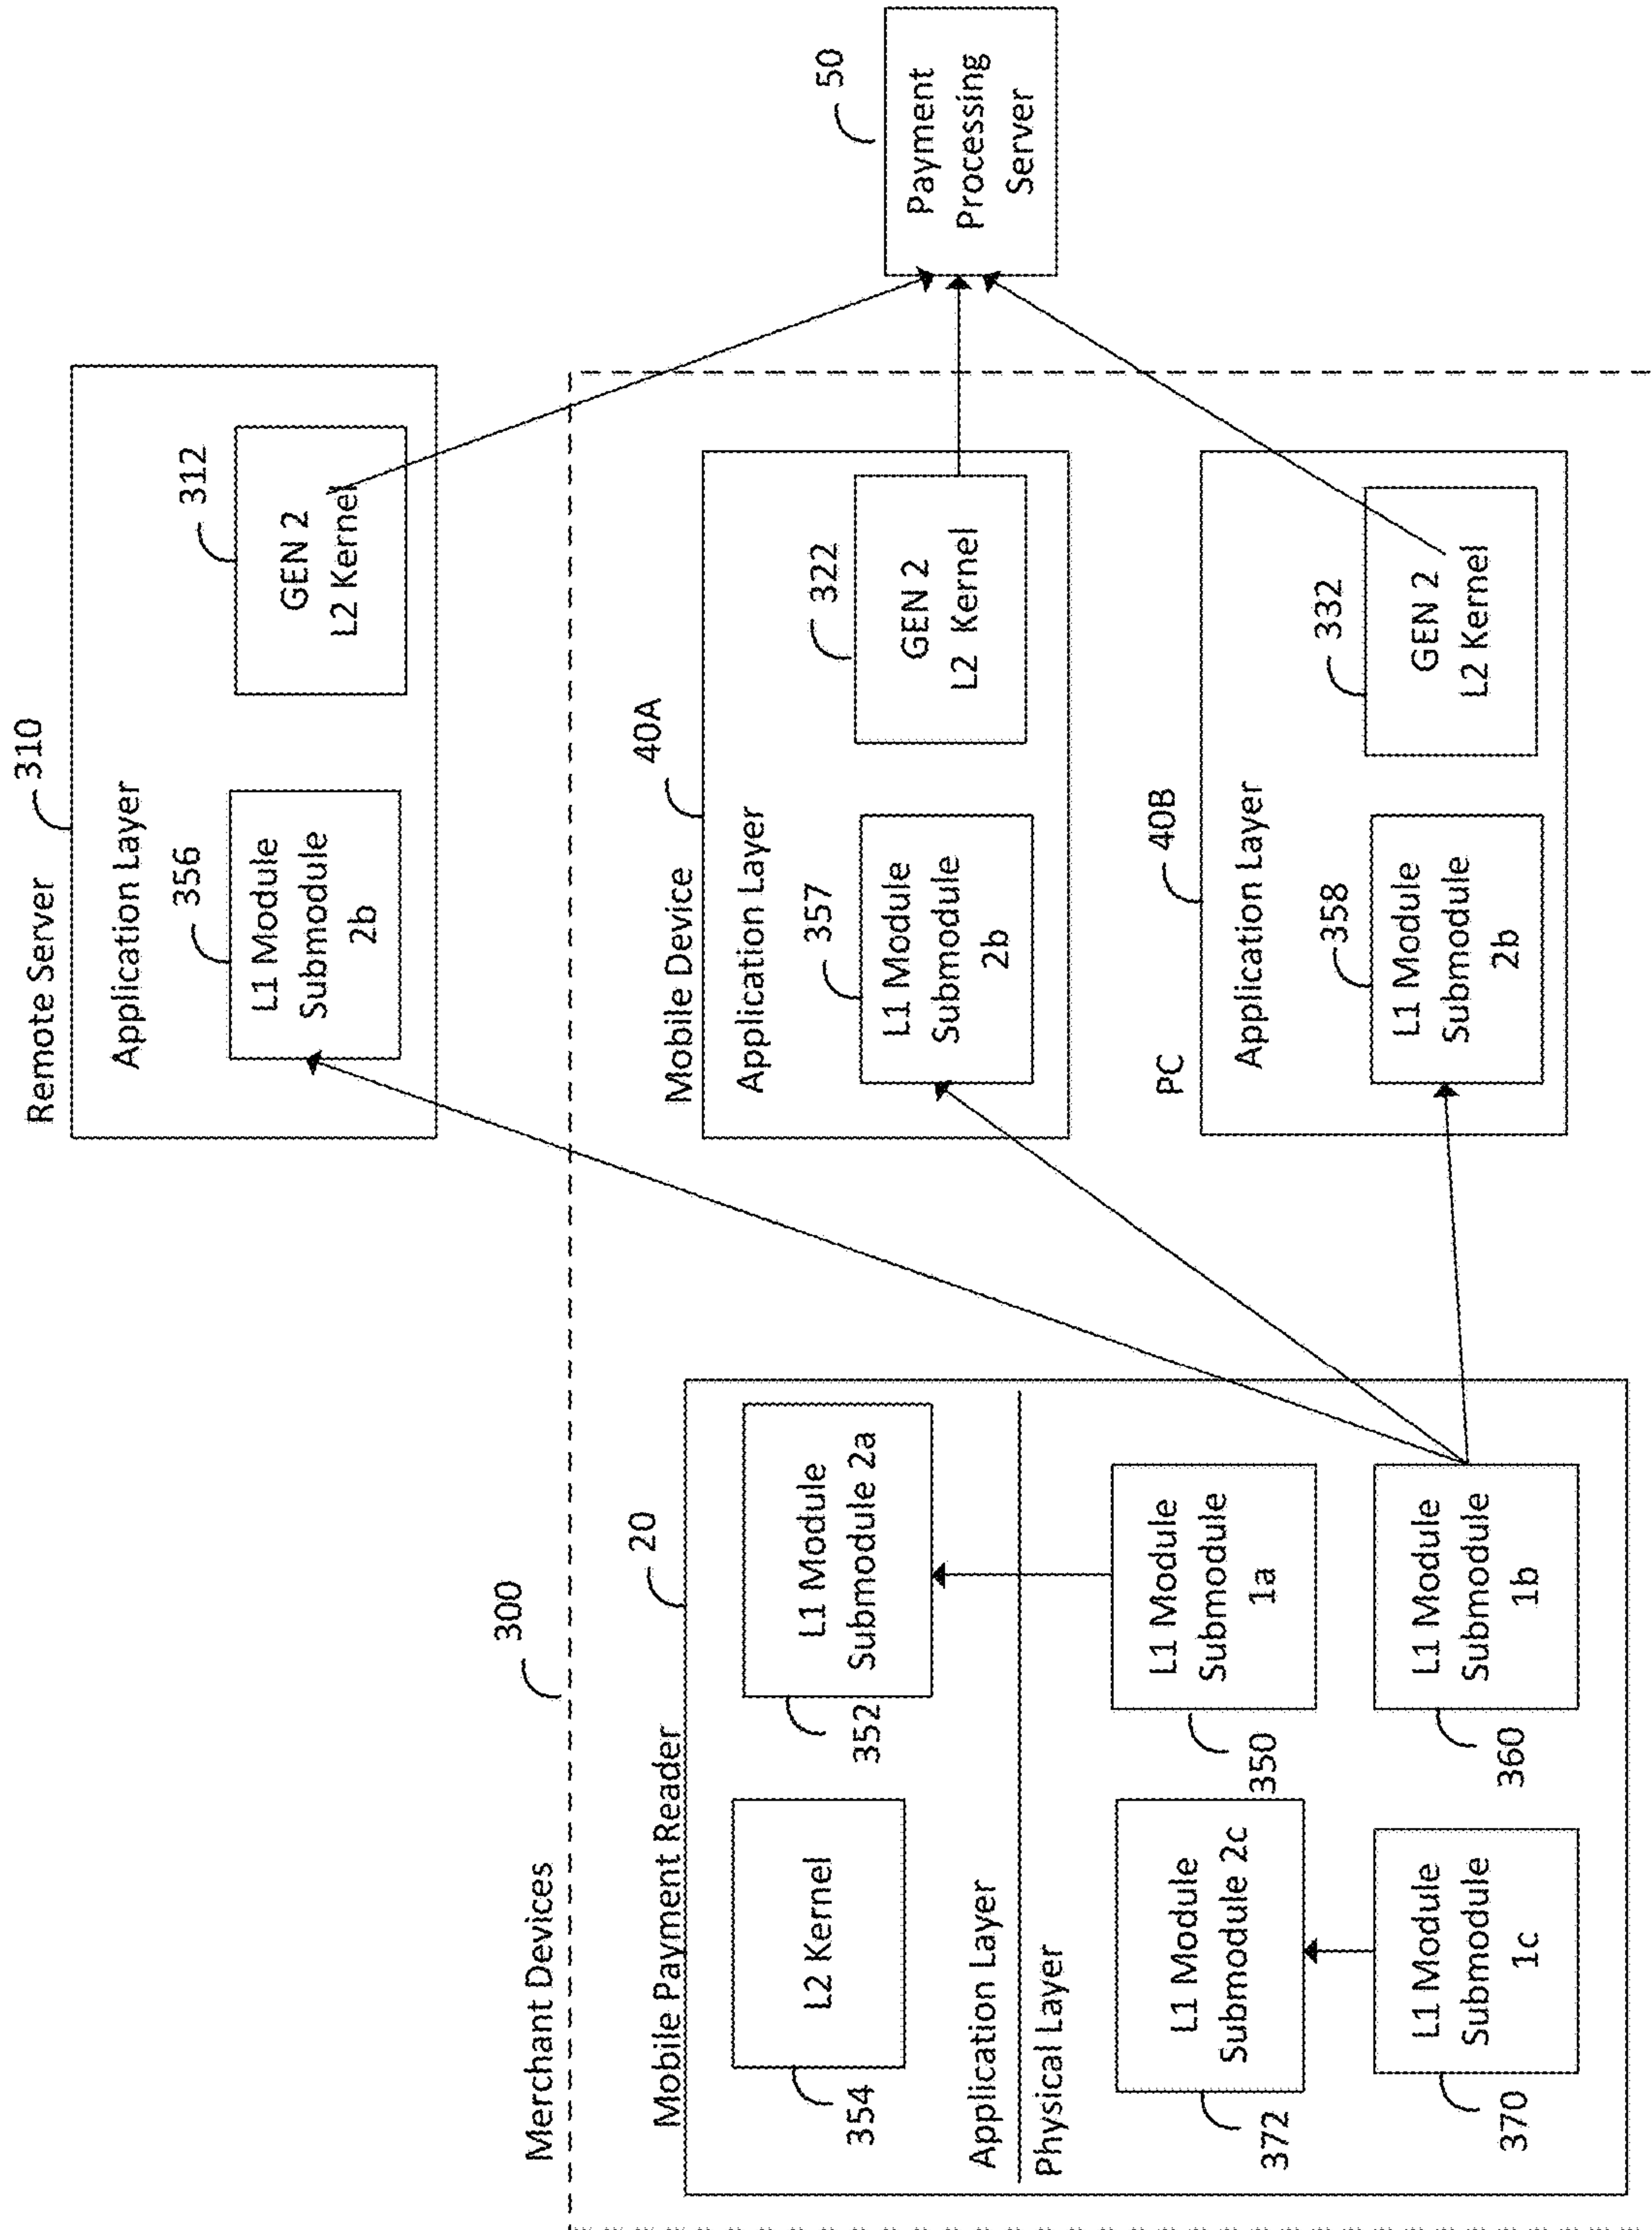 Remote Server
310
Application Layer
356
L1 Module
Submodule
2b
312
GEN 2
L2 Kernel
Merchant Devices
300
Mobile Payment Reader
20
354
L2 Kernel
352
L1 Module
Submodule 2a
Application Layer
Physical Layer
372
L1 Module
Submodule 2c
350
L1 Module
Submodule
1a
370
L1 Module
Submodule
1c
360
L1 Module
Submodule
1b
Mobile Device
40A
Application Layer
357
L1 Module
Submodule
2b
322
GEN 2
L2 Kernel
PC
40B
Application Layer
358
L1 Module
Submodule
2b
332
GEN 2
L2 Kernel
50
Payment
Processing
Server